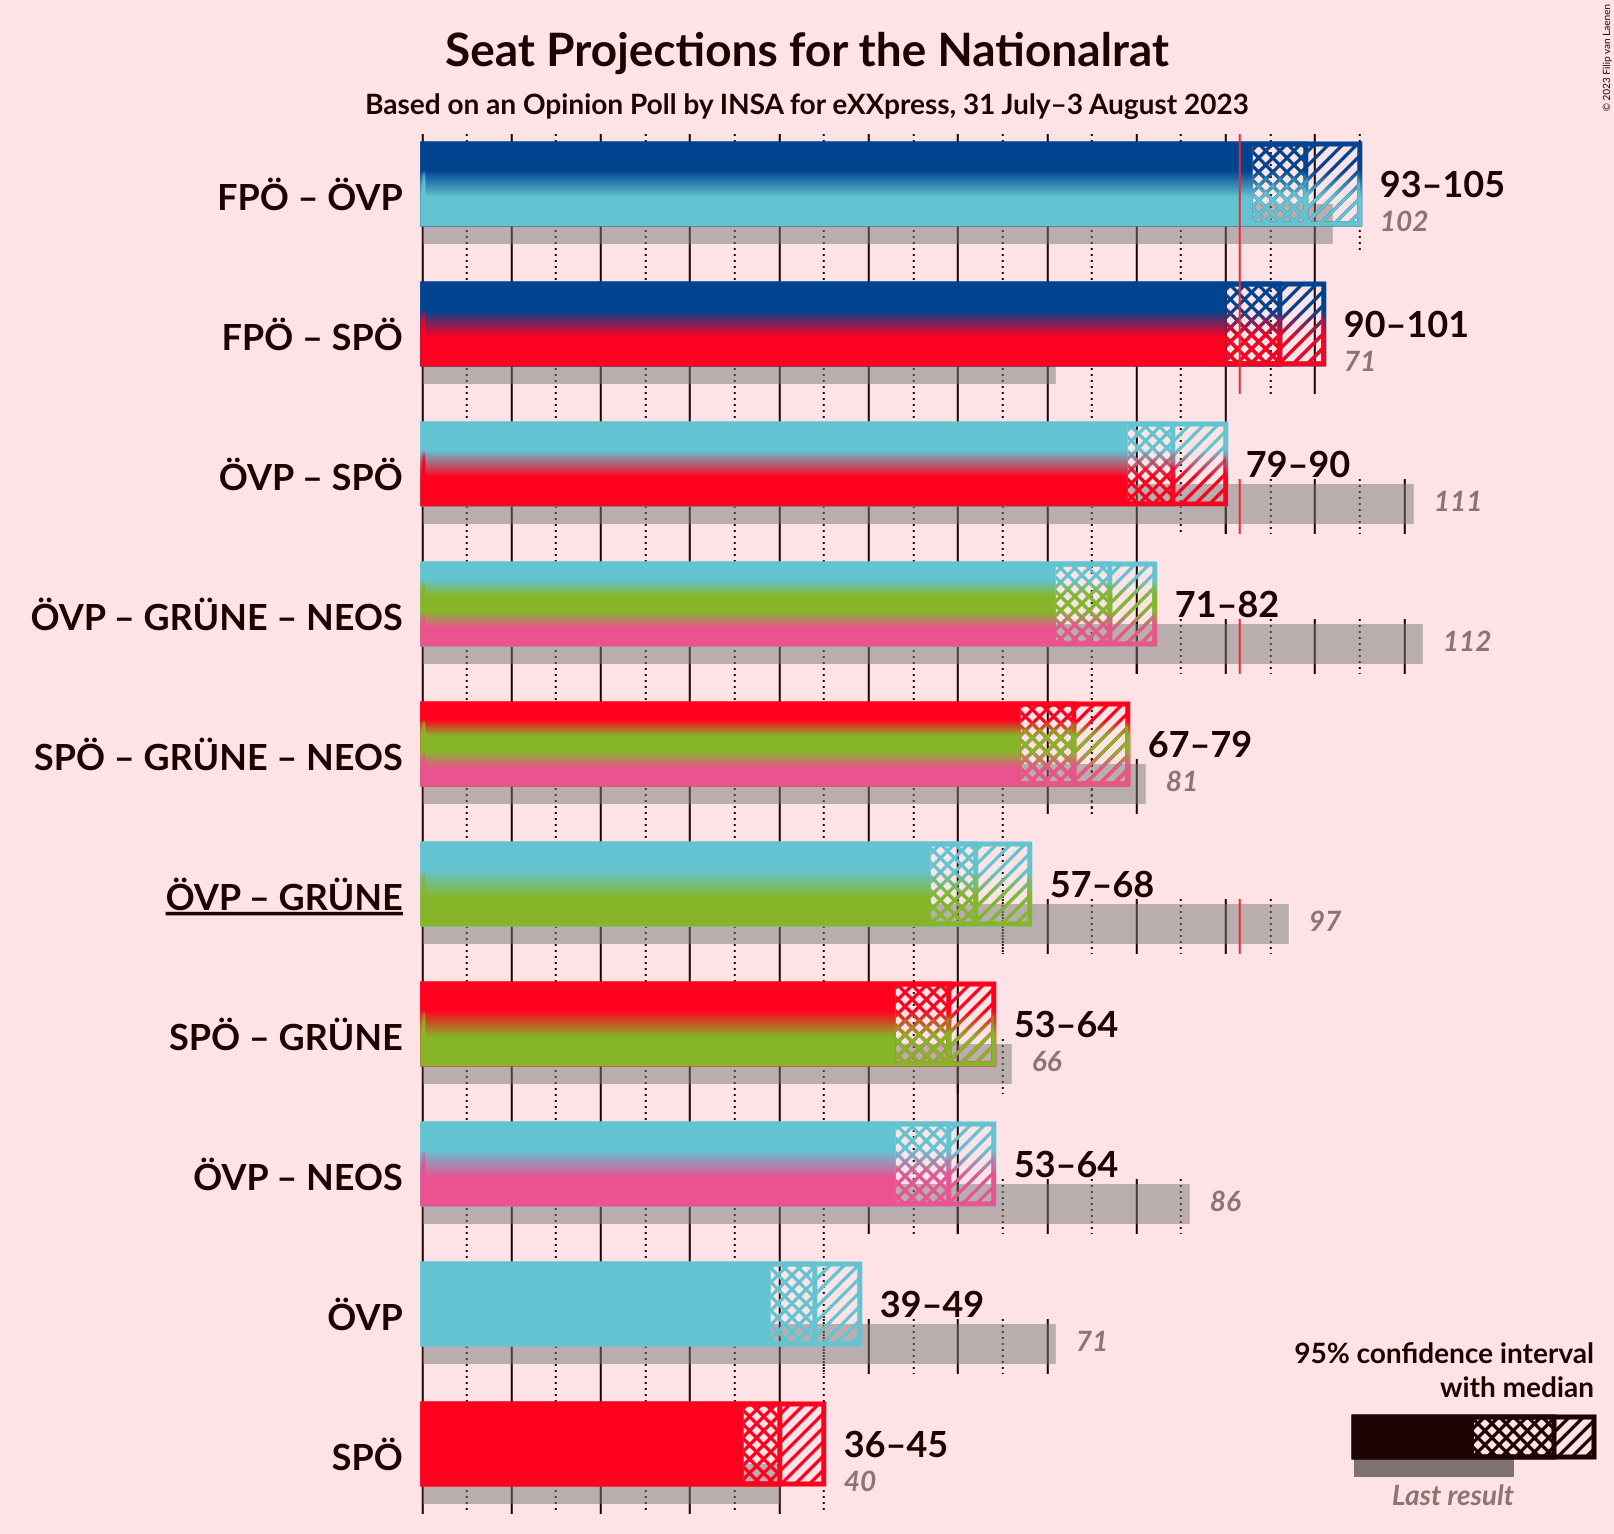 Seat Projections for the Nationalrat
Based on an Opinion Poll by INSA for eXXpress, 31 July–3 August 2023
© 2023 Filip van Laenen
FPÖ – ÖVP
93–105
102
FPÖ – SPÖ
90–101
71
ÖVP – SPÖ
79–90
111
ÖVP – GRÜNE – NEOS
71–82
112
SPÖ – GRÜNE – NEOS
67–79
81
ÖVP – GRÜNE
57–68
97
SPÖ – GRÜNE
53–64
66
ÖVP – NEOS
53–64
86
ÖVP
39–49
71
SPÖ
36–45
40
95% confidence interval
with median
Last result